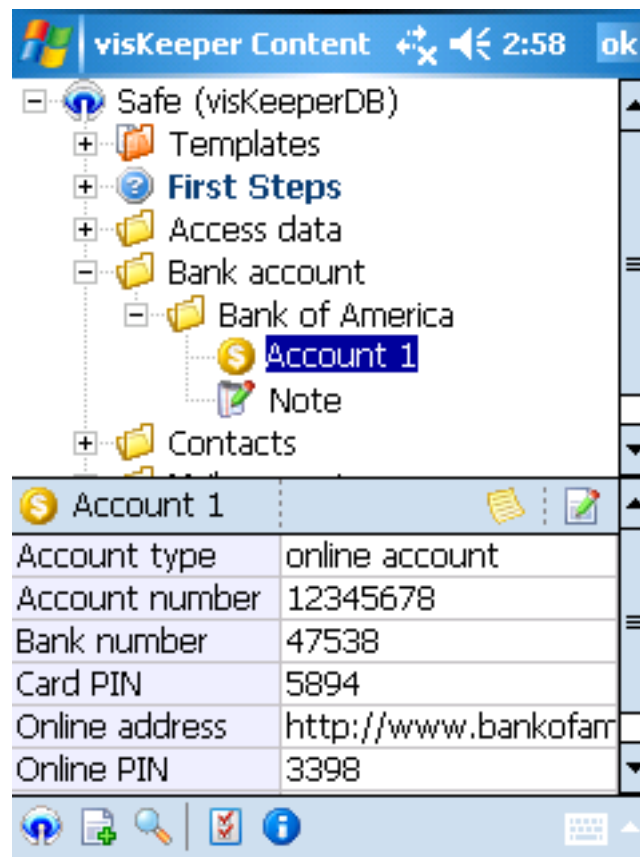 visKeeper Content 2:58 ok
Safe (visKeeperDB)
Templates
First Steps
Access data
Bank account
Bank of America
Account 1
Note
Contacts
Account 1
Account type online account
Account number 12345678
Bank number 47538
Card PIN 5894
Online address http://www.bankofam
Online PIN 3398